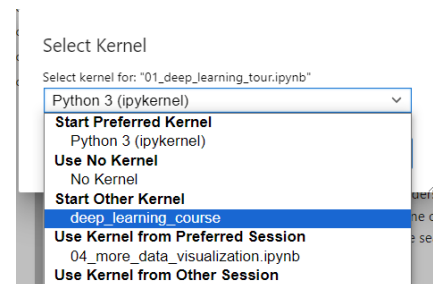 Select Kernel
Select kernel for: "01_deep_learning_tour.ipynb"
Python 3 (ipykernel)
Start Preferred Kernel
Python 3 (ipykernel)
Use No Kernel
No Kernel
Start Other Kernel
deep_learning_course
Use Kernel from Preferred Session
04_more_data_visualization.ipynb
Use Kernel from Other Session